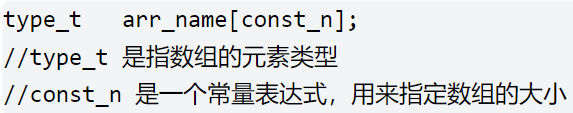 type_t   arr_name[const_n];
//type_t 是指数组的元素类型
//const_n 是一个常量表达式，用来指定数组的大小